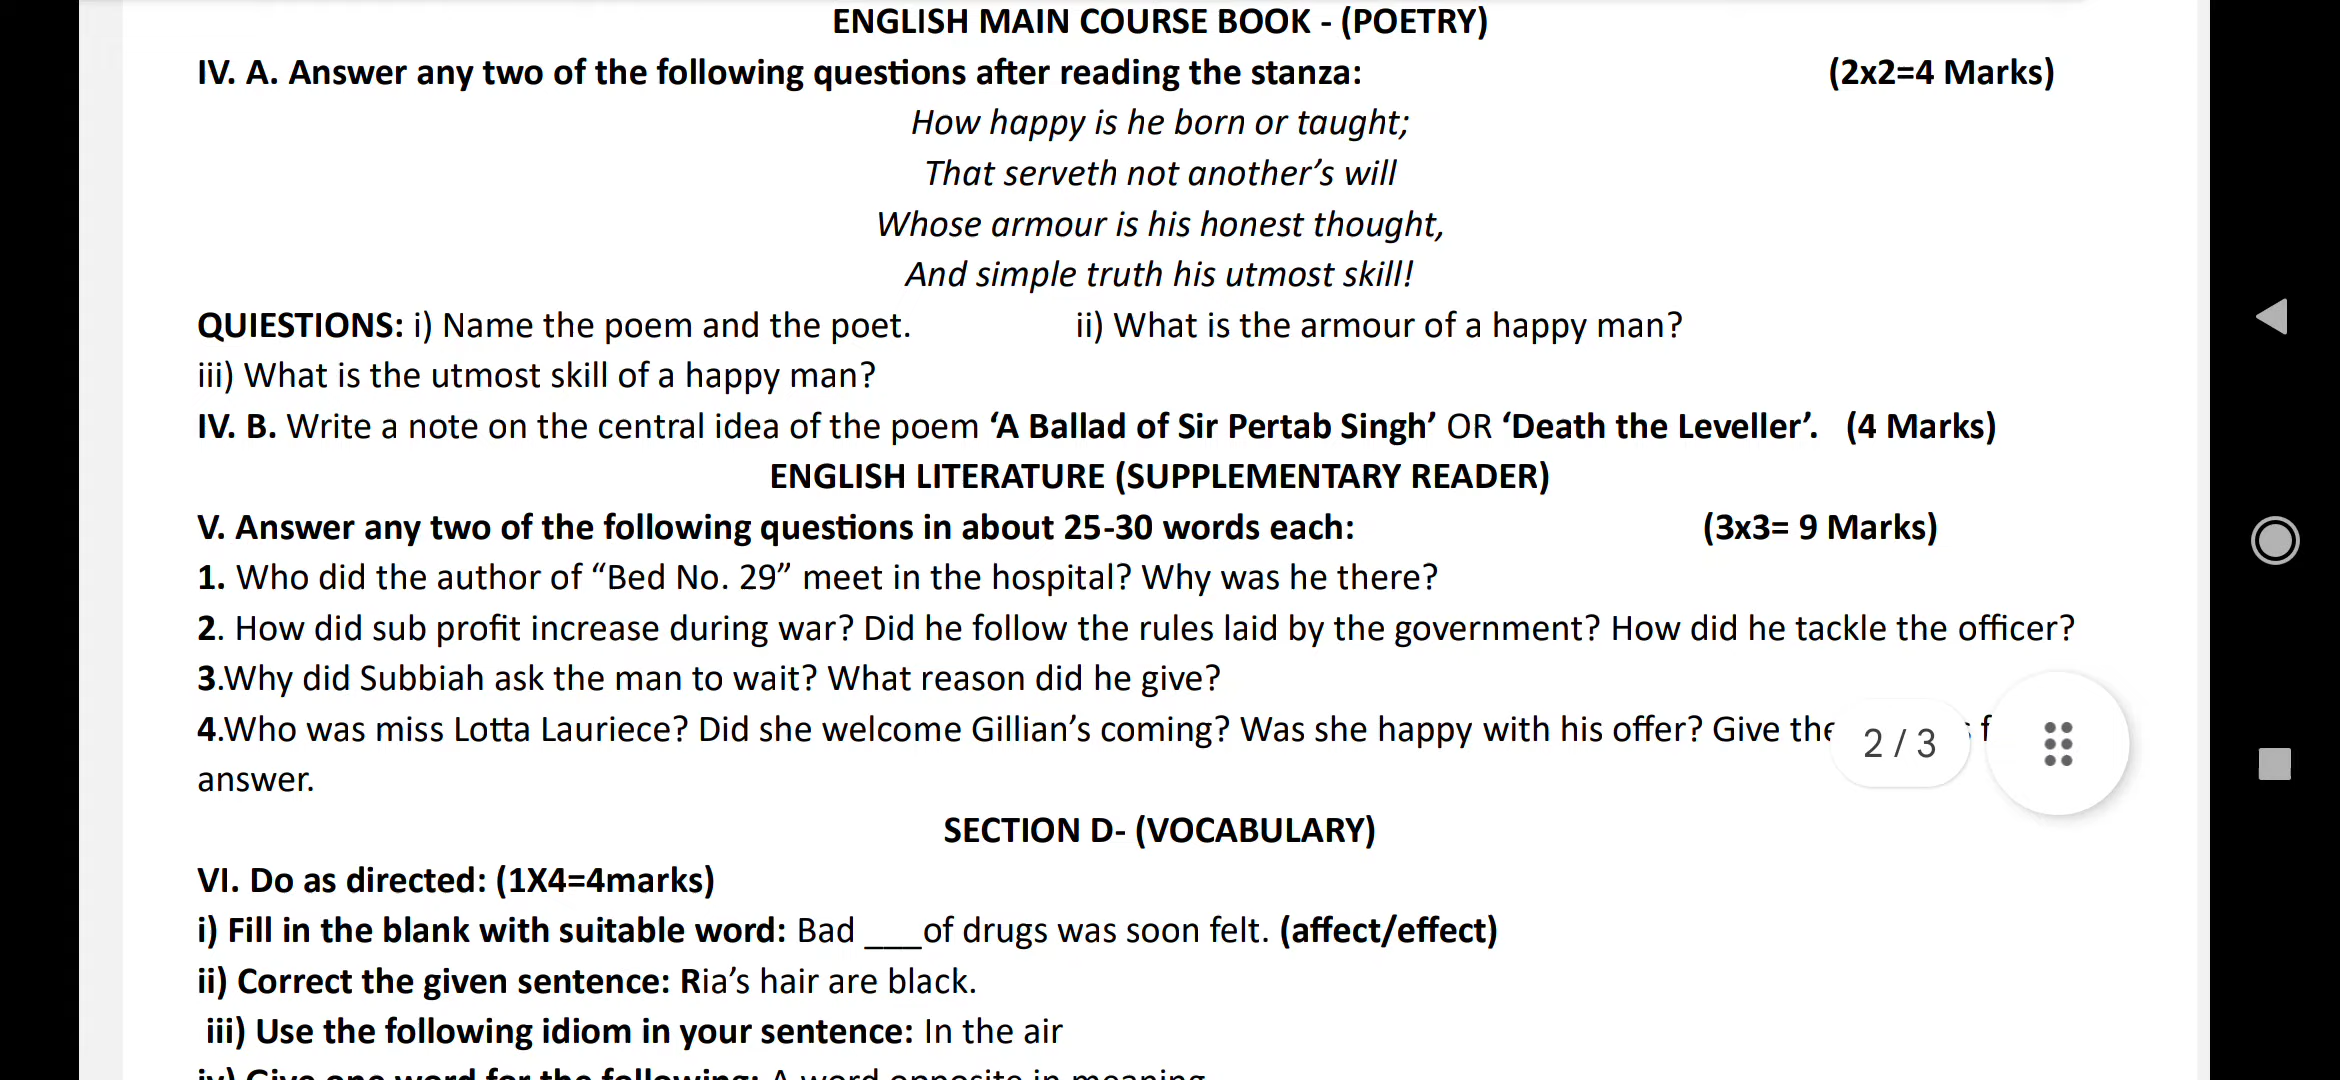 ENGLISH MAIN COURSE BOOK - (POETRY)
IV. A. Answer any two of the following questions after reading the stanza: (2x2=4 Marks)
How happy is he born or taught;
That serveth not another’s will
Whose armour is his honest thought,
And simple truth his utmost skill!
QUIESTIONS: i) Name the poem and the poet. ii) What is the armour of a happy man?
iii) What is the utmost skill of a happy man?
IV. B. Write a note on the central idea of the poem ‘A Ballad of Sir Pertab Singh’ OR ‘Death the Leveller’. (4 Marks)
ENGLISH LITERATURE (SUPPLEMENTARY READER)
V. Answer any two of the following questions in about 25-30 words each: (3x3= 9 Marks)
1. Who did the author of “Bed No. 29” meet in the hospital? Why was he there?
2. How did sub profit increase during war? Did he follow the rules laid by the government? How did he tackle the officer?
3.Why did Subbiah ask the man to wait? What reason did he give?
4.Who was miss Lotta Lauriece? Did she welcome Gillian’s coming? Was she happy with his offer? Give the
2 / 3
answer.
SECTION D- (VOCABULARY)
VI. Do as directed: (1X4=4marks)
i) Fill in the blank with suitable word: Bad ___of drugs was soon felt. (affect/effect)
ii) Correct the given sentence: Ria’s hair are black.
iii) Use the following idiom in your sentence: In the air
iv) Give one word for the following: A word opposite in meaning